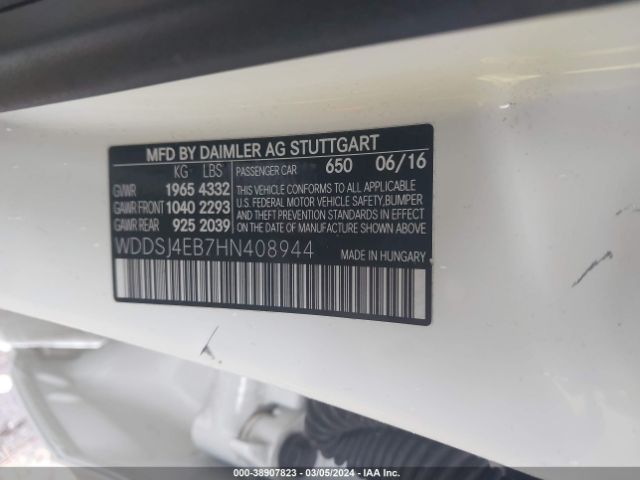 MFD BY DAIMLER AG STUTTGART
KG LBS PASSENGER CAR 650 06/16
GVWR 1965 4332 THIS VEHICLE CONFORMS TO ALL APPLICABLE
GAWR FRONT 1040 2293 U.S. FEDERAL MOTOR VEHICLE SAFETY,BUMPER
GAWR REAR 925 2039 AND THEFT PREVENTION STANDARDS IN EFFECT
ON THE DATE OF MANUFACTURE SHOWN ABOVE
WDDSJ4EB7HN408944 MADE IN HUNGARY
000-38907823 — 03/05/2024 — IAA Inc.